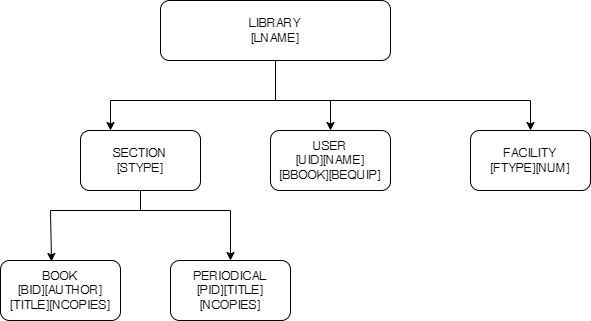 LIBRARY
[LNAME]
SECTION
[STYPE]
USER
[UID][NAME]
[BBOOK][BEQUIP]
FACILITY
[FTYPE][NUM]
BOOK
[BID][AUTHOR]
[TITLE][NCOPIES]
PERIODICAL
[PID][TITLE]
[NCOPIES]